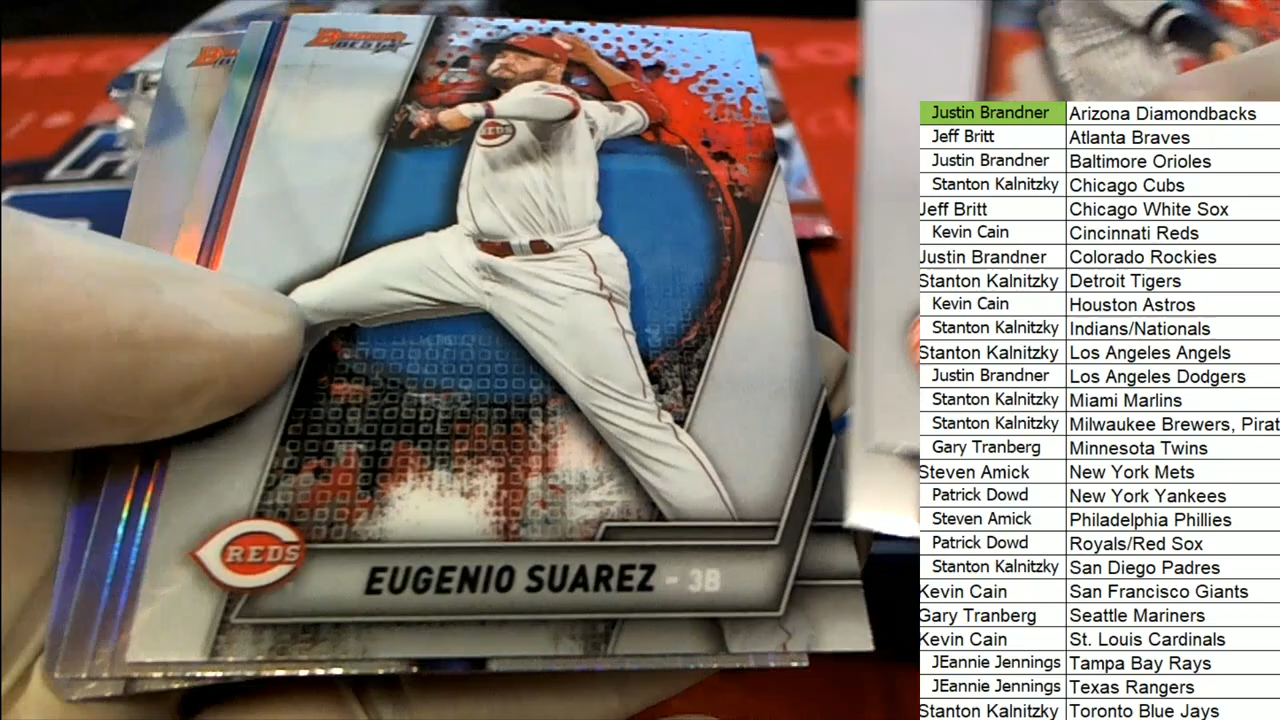 Bowman's
BEST
REDS
REDS
EUGENIO SUAREZ - 3B
Justin Brandner Arizona Diamondbacks
Jeff Britt Atlanta Braves
Justin Brandner Baltimore Orioles
Stanton Kalnitzky Chicago Cubs
Jeff Britt Chicago White Sox
Kevin Cain Cincinnati Reds
Justin Brandner Colorado Rockies
Stanton Kalnitzky Detroit Tigers
Kevin Cain Houston Astros
Stanton Kalnitzky Indians/Nationals
Stanton Kalnitzky Los Angeles Angels
Justin Brandner Los Angeles Dodgers
Stanton Kalnitzky Miami Marlins
Stanton Kalnitzky Milwaukee Brewers, Pirat
Gary Tranberg Minnesota Twins
Steven Amick New York Mets
Patrick Dowd New York Yankees
Steven Amick Philadelphia Phillies
Patrick Dowd Royals/Red Sox
Stanton Kalnitzky San Diego Padres
Kevin Cain San Francisco Giants
Gary Tranberg Seattle Mariners
Kevin Cain St. Louis Cardinals
JEannie Jennings Tampa Bay Rays
JEannie Jennings Texas Rangers
Stanton Kalnitzky Toronto Blue Jays